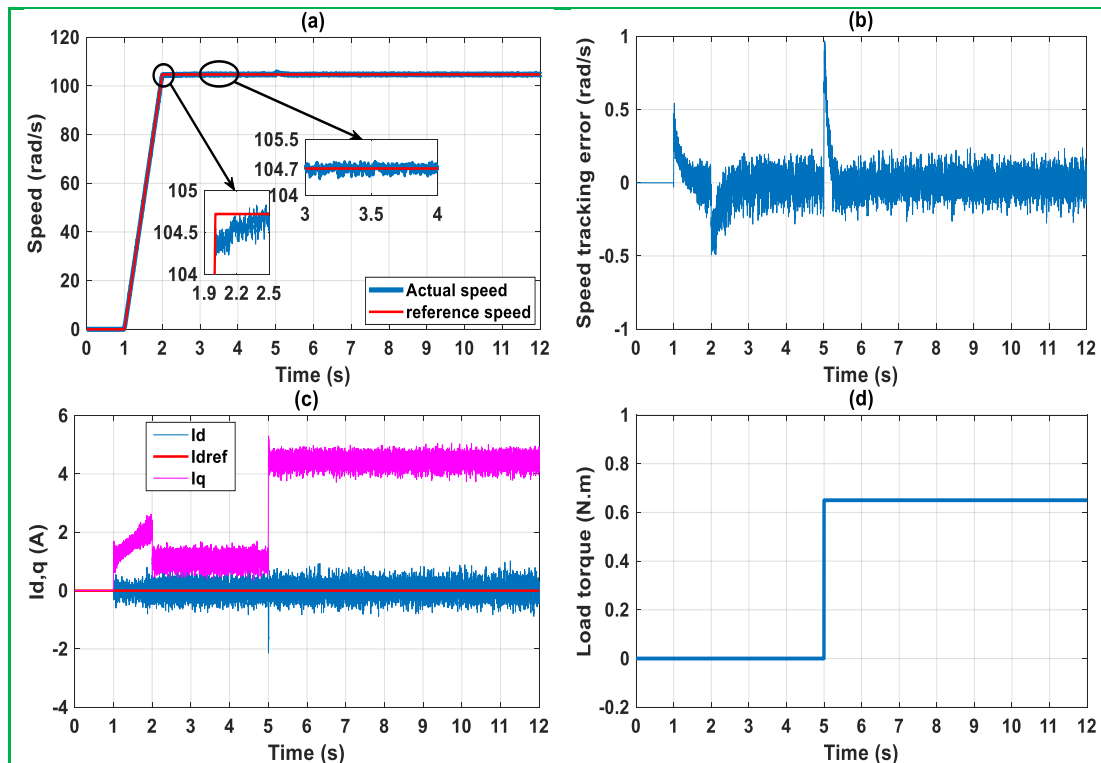 (a)
Speed (rad/s)
120
100
80
60
40
20
0
105.5
104.7
104
3 3.5 4
105
104.5
104
1.9 2.2 2.5
Actual speed
reference speed
0 1 2 3 4 5 6 7 8 9 10 11 12
Time (s)
(b)
Speed tracking error (rad/s)
1
0.5
0
-0.5
-1
0 1 2 3 4 5 6 7 8 9 10 11 12
Time (s)
(c)
Id,q (A)
6
4
2
0
-2
-4
Id
Idref
Iq
0 1 2 3 4 5 6 7 8 9 10 11 12
Time (s)
(d)
Load torque (N.m)
1
0.8
0.6
0.4
0.2
0
-0.2
0 1 2 3 4 5 6 7 8 9 10 11 12
Time (s)